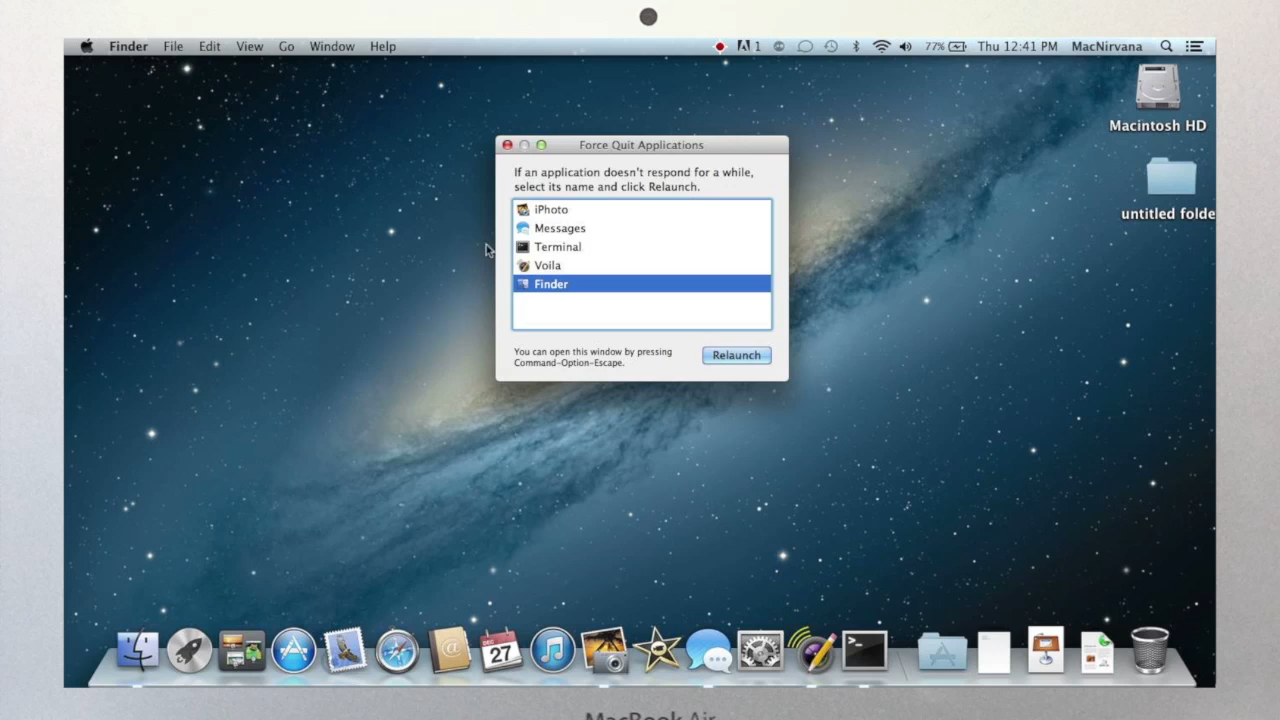 Finder File Edit View Go Window Help 1 77% Thu 12:41 PM MacNirvana
Macintosh HD
untitled folde
Force Quit Applications
If an application doesn't respond for a while,
select its name and click Relaunch.
iPhoto
Messages
Terminal
Voila
Finder
You can open this window by pressing
Command-Option-Escape.
Relaunch
DEC
27
MacBook Air